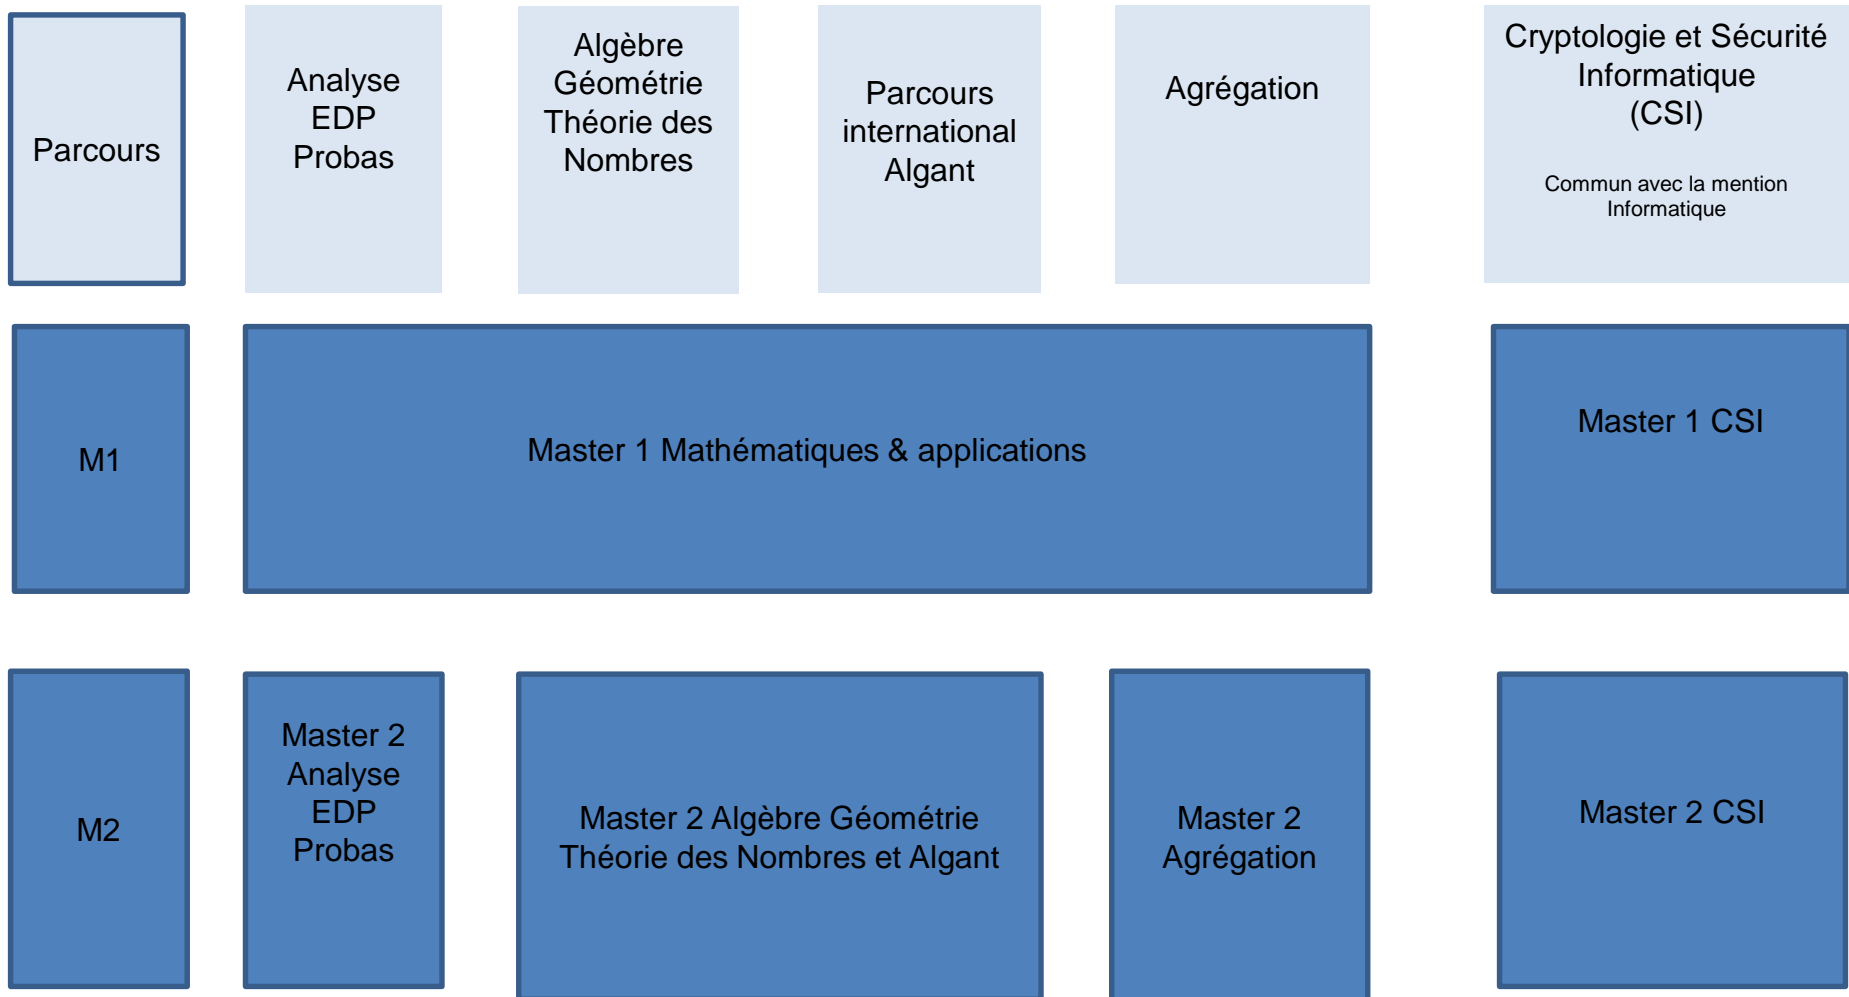 Parcours
Analyse
EDP
Probas
Algèbre
Géométrie
Théorie des
Nombres
Parcours
international
Algant
Agrégation
Cryptologie et Sécurité
Informatique
(CSI)
Commun avec la mention
Informatique
M1
Master 1 Mathématiques & applications
Master 1 CSI
M2
Master 2
Analyse
EDP
Probas
Master 2 Algèbre Géométrie
Théorie des Nombres et Algant
Master 2
Agrégation
Master 2 CSI